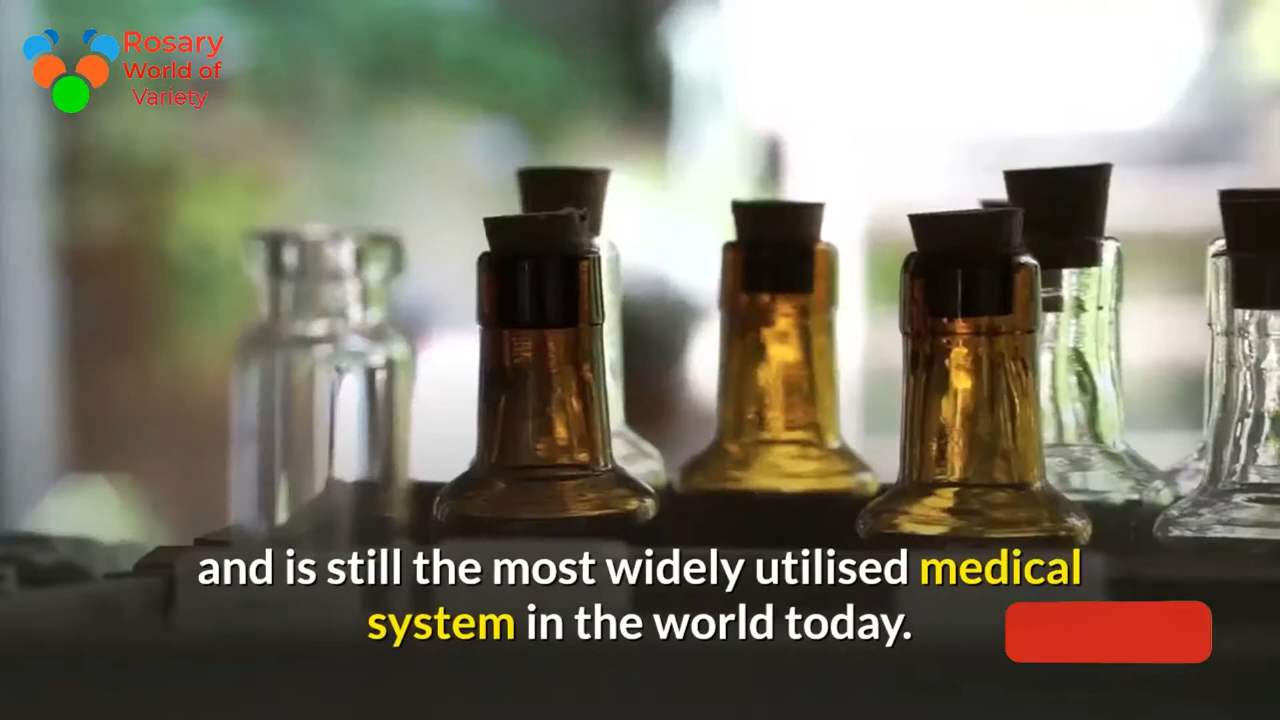 Rosary
World of
Variety
and is still the most widely utilised medical
system in the world today.